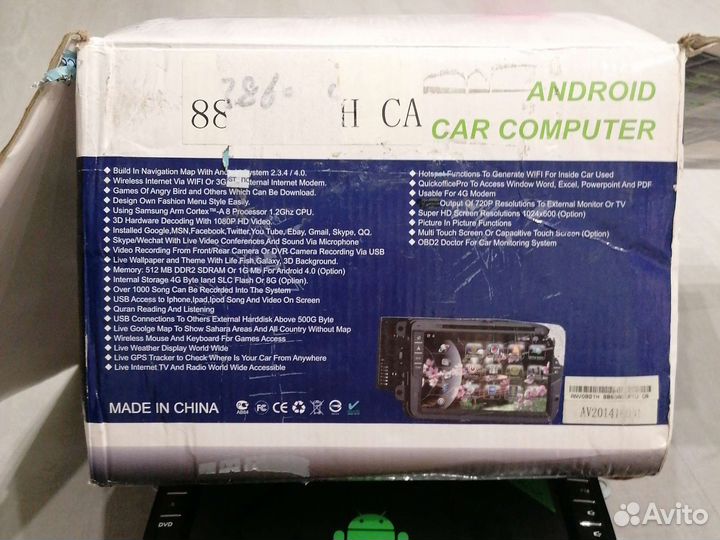 ANDROID
CAR COMPUTER
88 H CA
Build In Navigation Map With System 2.3.4 / 4.0.
Wireless Internet Via WIFI Or 3G Internet Modem.
Games Of Angry Bird and Others Which Can Be Download.
Design Own Fashion Menu Style Easily.
Using Samsung Arm Cortex™-A 8 Processor 1.2Ghz CPU.
3D Hardware Decoding With 1080P HD Video.
Installed Google,MSN,Facebook,Twitter,You Tube, Ebay, Gmail, Skype, QQ.
Skype/Wechat With Live Video Conferences And Sound Via Microphone
Video Recording From Front/Rear Camera Or DVR Camera Recording Via USB
Live Wallpaper and Theme With Life Fish,Galaxy, 3D Background.
Memory: 512 MB DDR2 SDRAM Or 1G Mb For Android 4.0 (Option)
Internal Storage 4G Byte Iand SLC Flash Or 8G (Option).
Over 1000 Song Can Be Recorded Into The System
USB Access to Iphone,Ipad,Ipod Song And Video On Screen
Quran Reading And Listening
USB Connections To Others External Harddisk Above 500G Byte
Live Goolge Map To Show Sahara Areas And All Country Without Map
Wireless Mouse And Keyboard For Games Access
Live Weather Display World Wide
Live GPS Tracker to Check Where Is Your Car From Anywhere
Live Internet TV And Radio World Wide Accessible
Hotspot Functions To Generate WIFI For Inside Car Used
QuickofficePro To Access Window Word, Excel, Powerpoint And PDF
Usable For 4G Modem
Output Of 720P Resolutions To External Monitor Or TV
Super HD Screen Resolutions 1024x600 (Option)
Picture In Picture Functions
Multi Touch Screen Or Capaoitive Touch Screen (Option)
OBD2 Doctor For Car Monitoring System
MADE IN CHINA
FC CE
AV201416
DVD
Avito